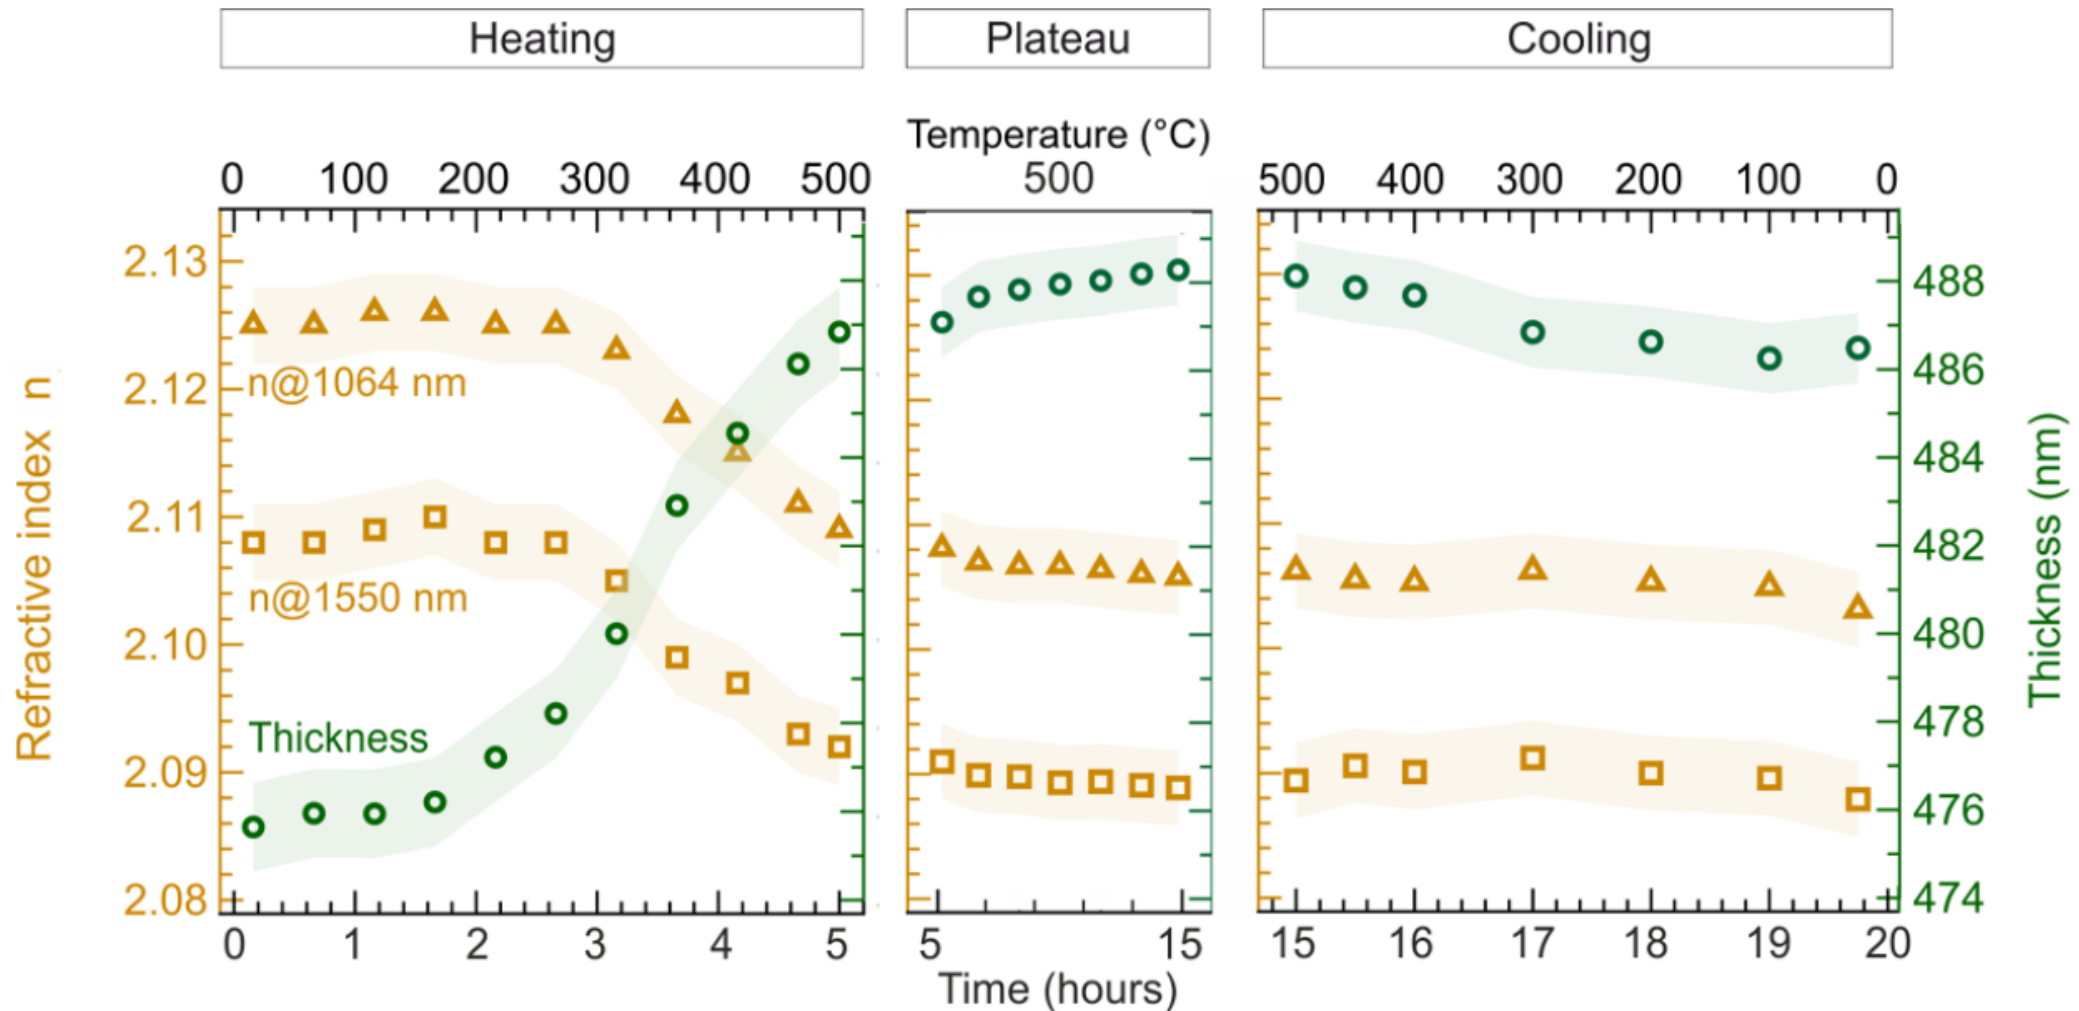 Heating
Plateau
Cooling
Temperature (°C)
0 100 200 300 400 500
500
500 400 300 200 100 0
2.13
2.12
2.11
2.10
2.09
2.08
Refractive index n
n@1064 nm
n@1550 nm
Thickness
488
486
484
482
480
478
476
474
Thickness (nm)
0 1 2 3 4 5
5 15
15 16 17 18 19 20
Time (hours)